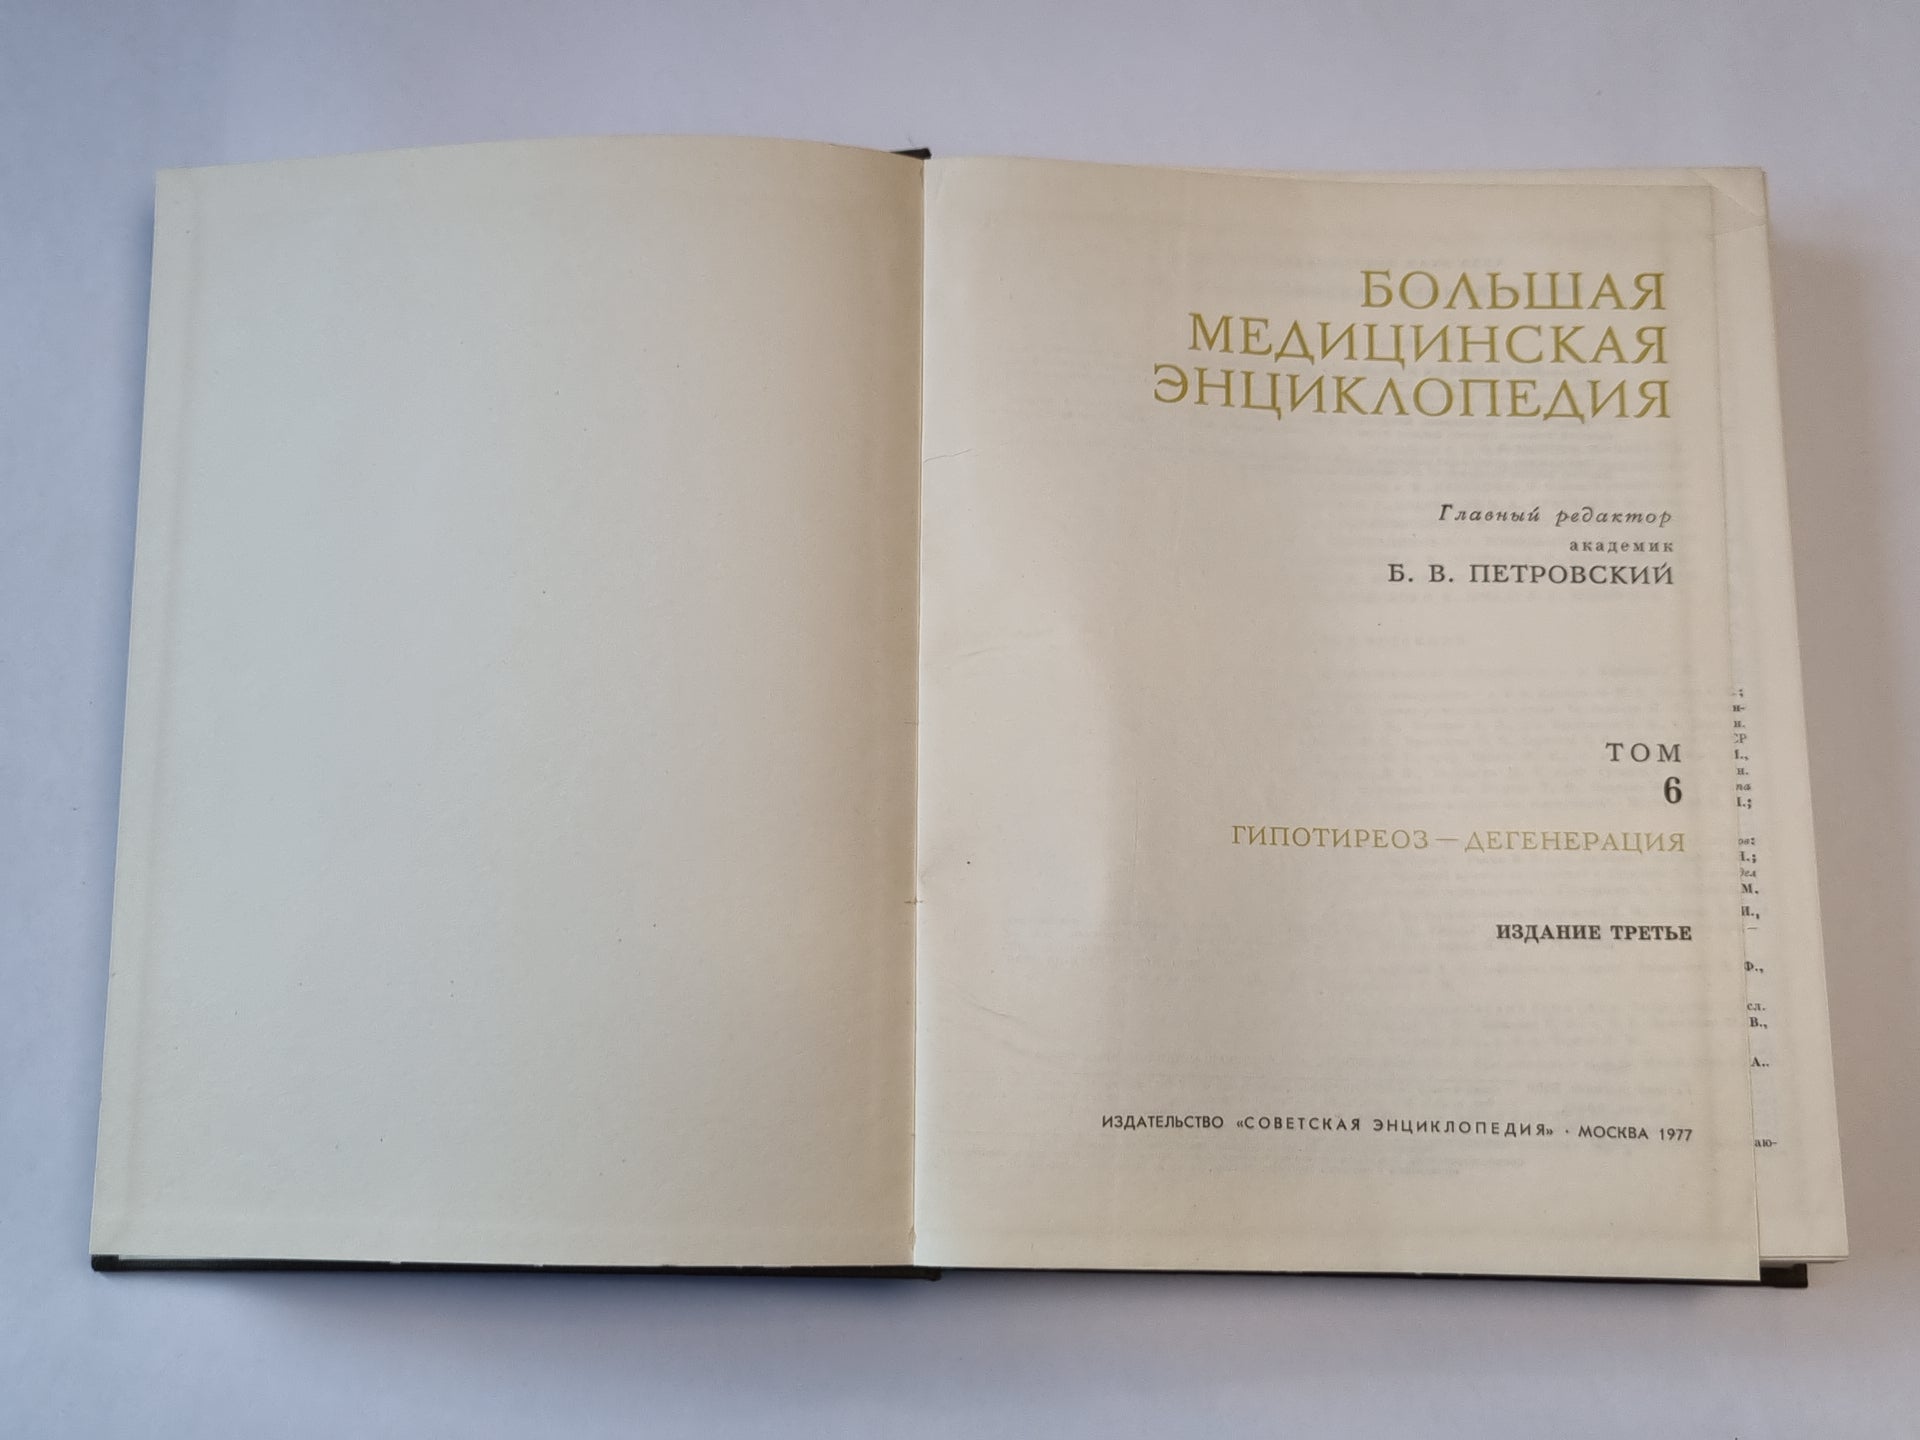 БОЛЬШАЯ
МЕДИЦИНСКАЯ
ЭНЦИКЛОПЕДИЯ
Главный редактор
академик
Б. В. ПЕТРОВСКИЙ
ТОМ
6
ГИПОТИРЕОЗ — ДЕГЕНЕРАЦИЯ
ИЗДАНИЕ ТРЕТЬЕ
ИЗДАТЕЛЬСТВО «СОВЕТСКАЯ ЭНЦИКЛОПЕДИЯ» · МОСКВА 1977